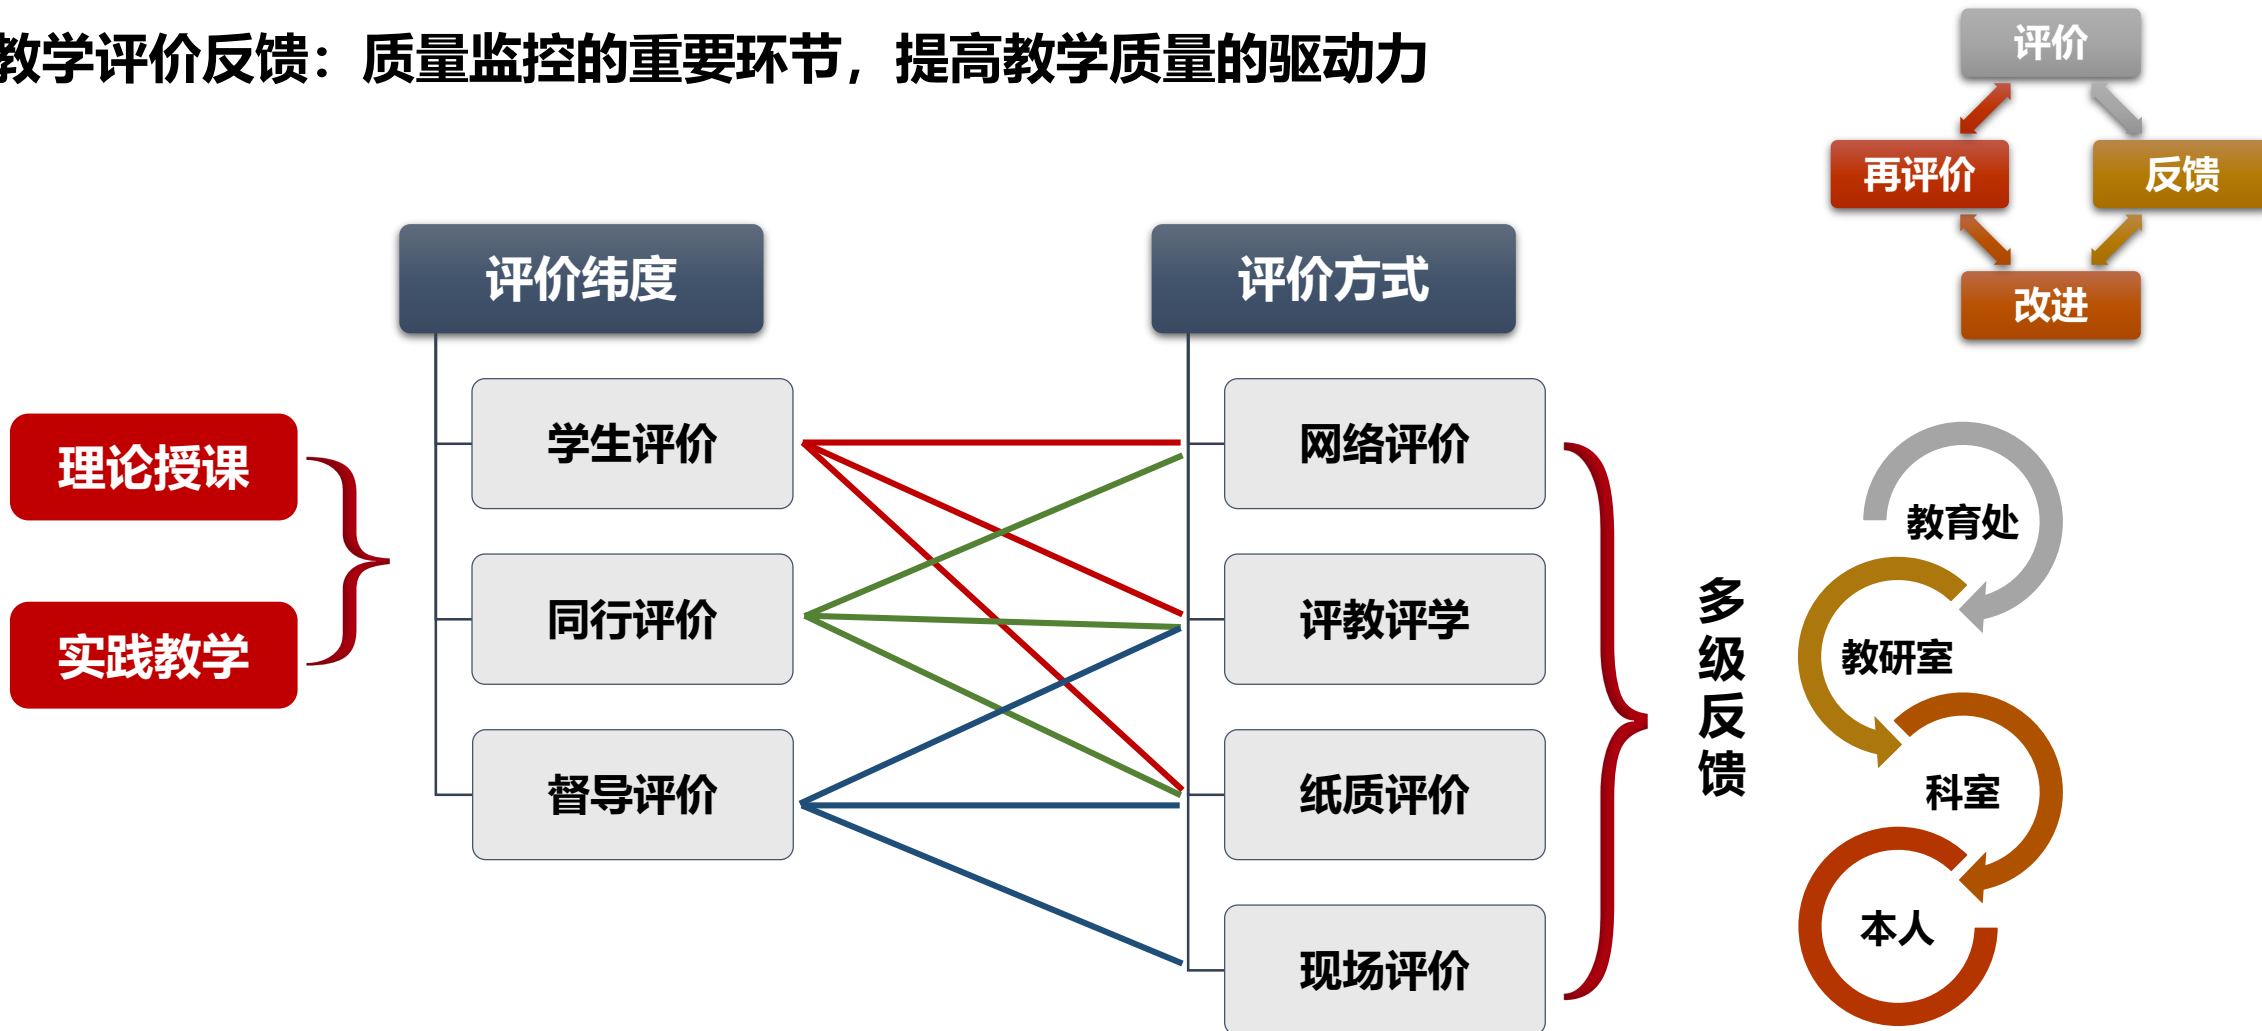 教学评价反馈：质量监控的重要环节，提高教学质量的驱动力
评价
再评价
反馈
改进
评价纬度
评价方式
理论授课
实践教学
学生评价
同行评价
督导评价
网络评价
评教评学
纸质评价
现场评价
多级反馈
教育处
教研室
科室
本人